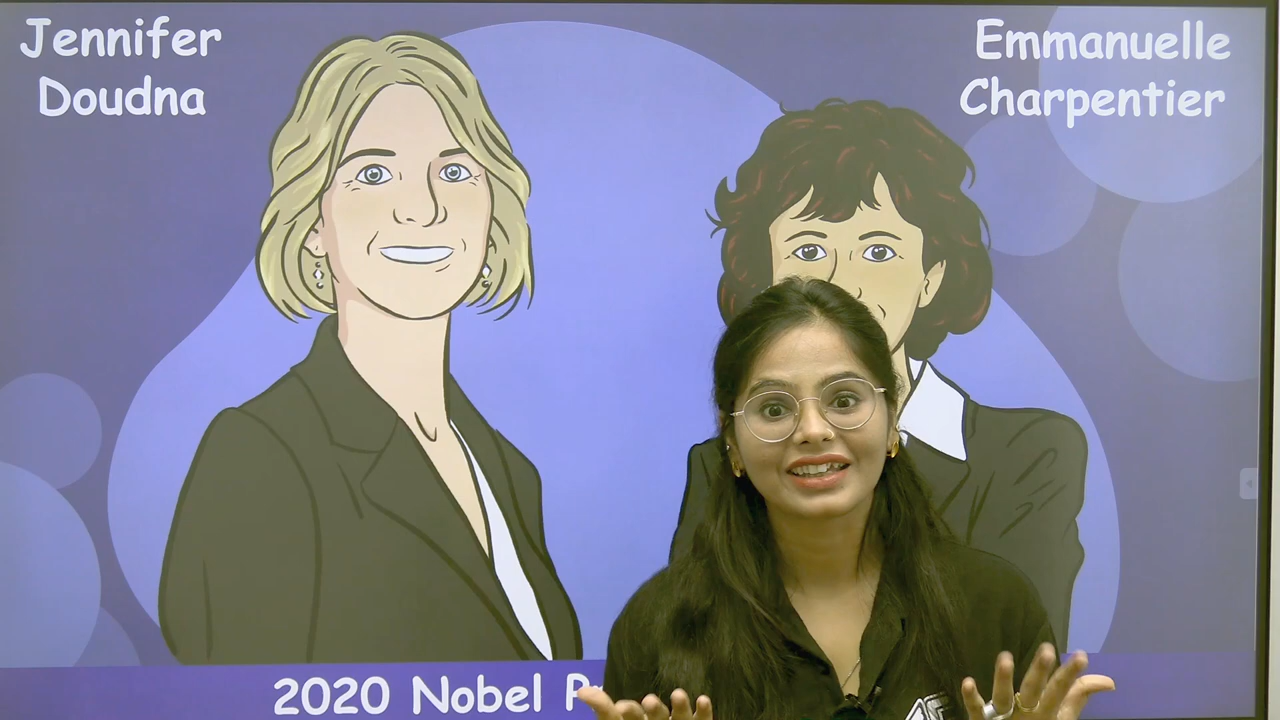 Jennifer
Doudna
Emmanuelle
Charpentier
2020 Nobel